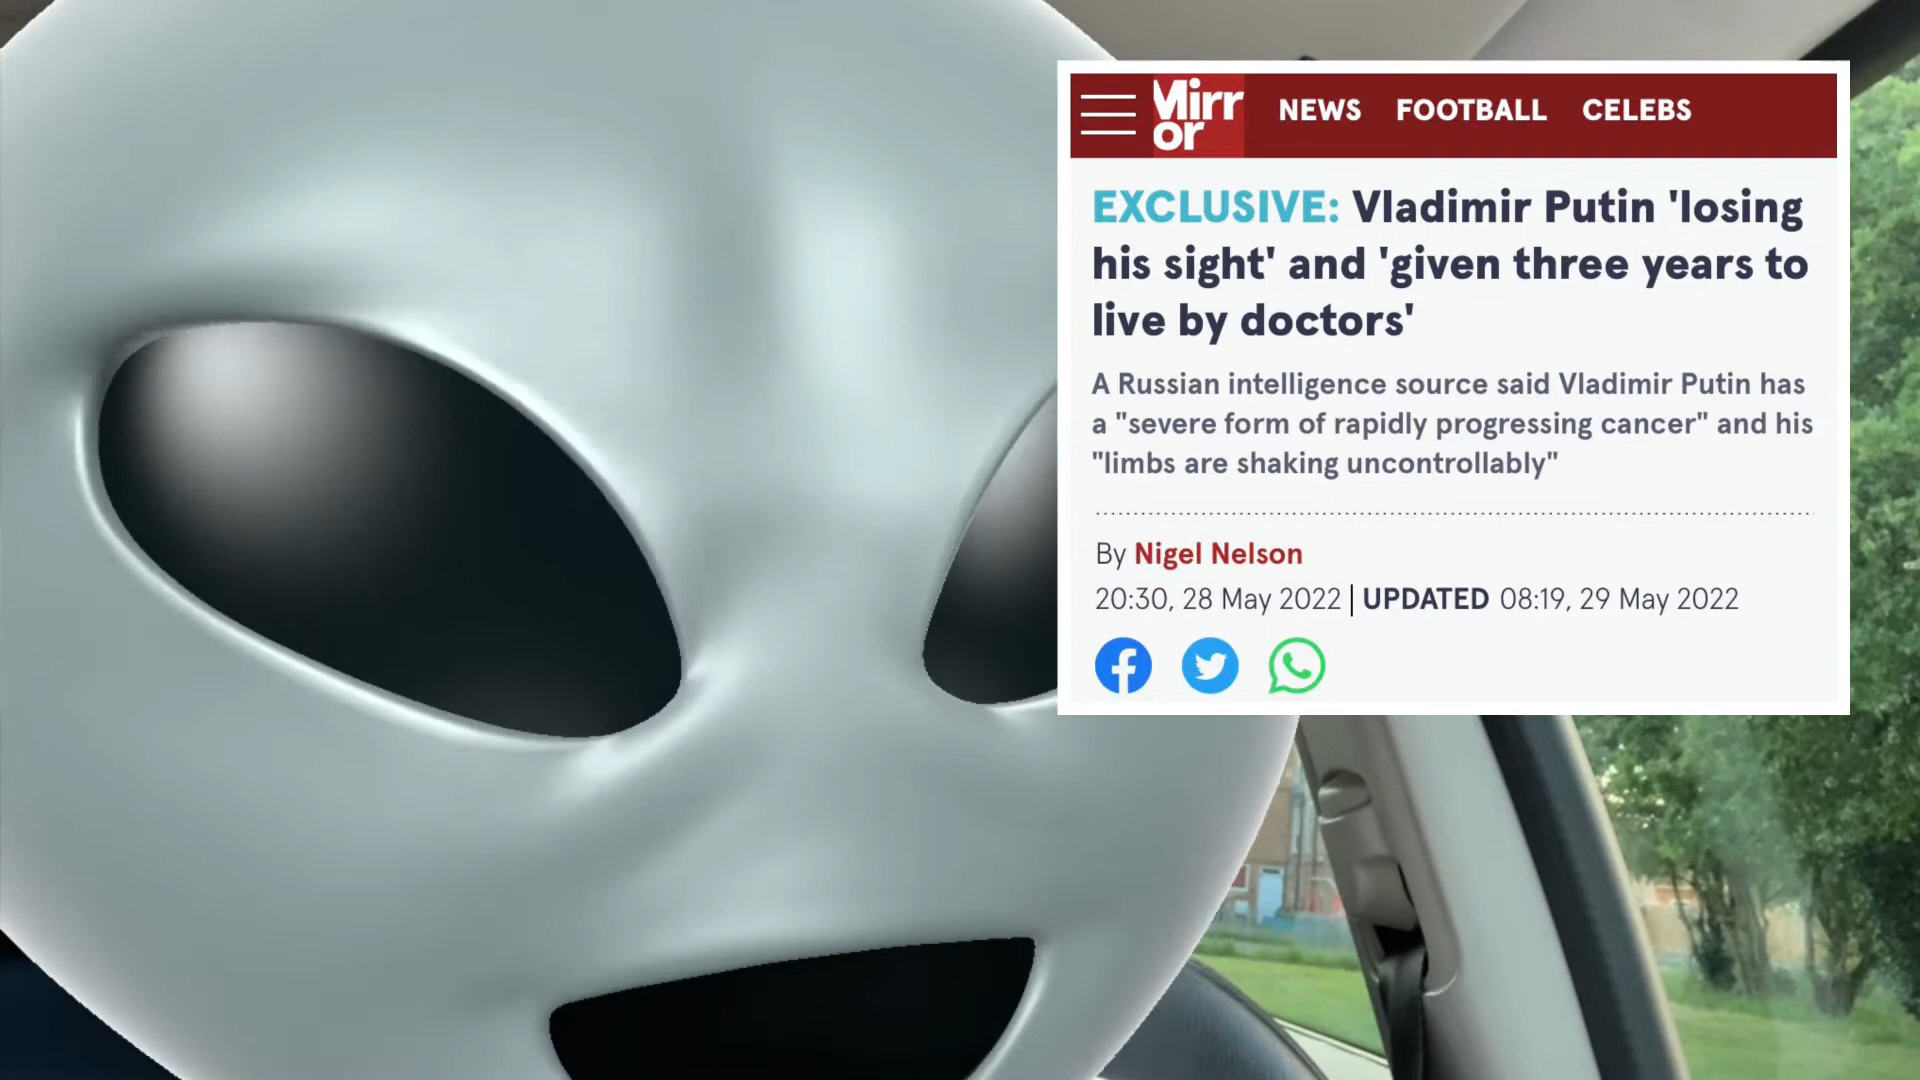 Mirr
or
NEWS FOOTBALL CELEBS
EXCLUSIVE: Vladimir Putin 'losing
his sight' and 'given three years to
live by doctors'
A Russian intelligence source said Vladimir Putin has
a "severe form of rapidly progressing cancer" and his
"limbs are shaking uncontrollably"
By Nigel Nelson
20:30, 28 May 2022 | UPDATED 08:19, 29 May 2022